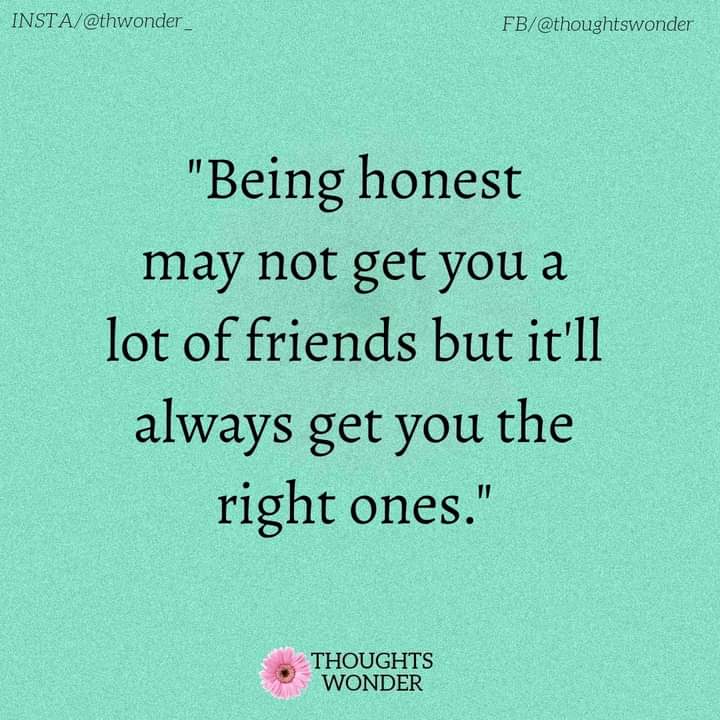 INSTA/@thwonder_
FB/@thoughtswonder
"Being honest
may not get you a
lot of friends but it'll
always get you the
right ones."
THOUGHTS
WONDER